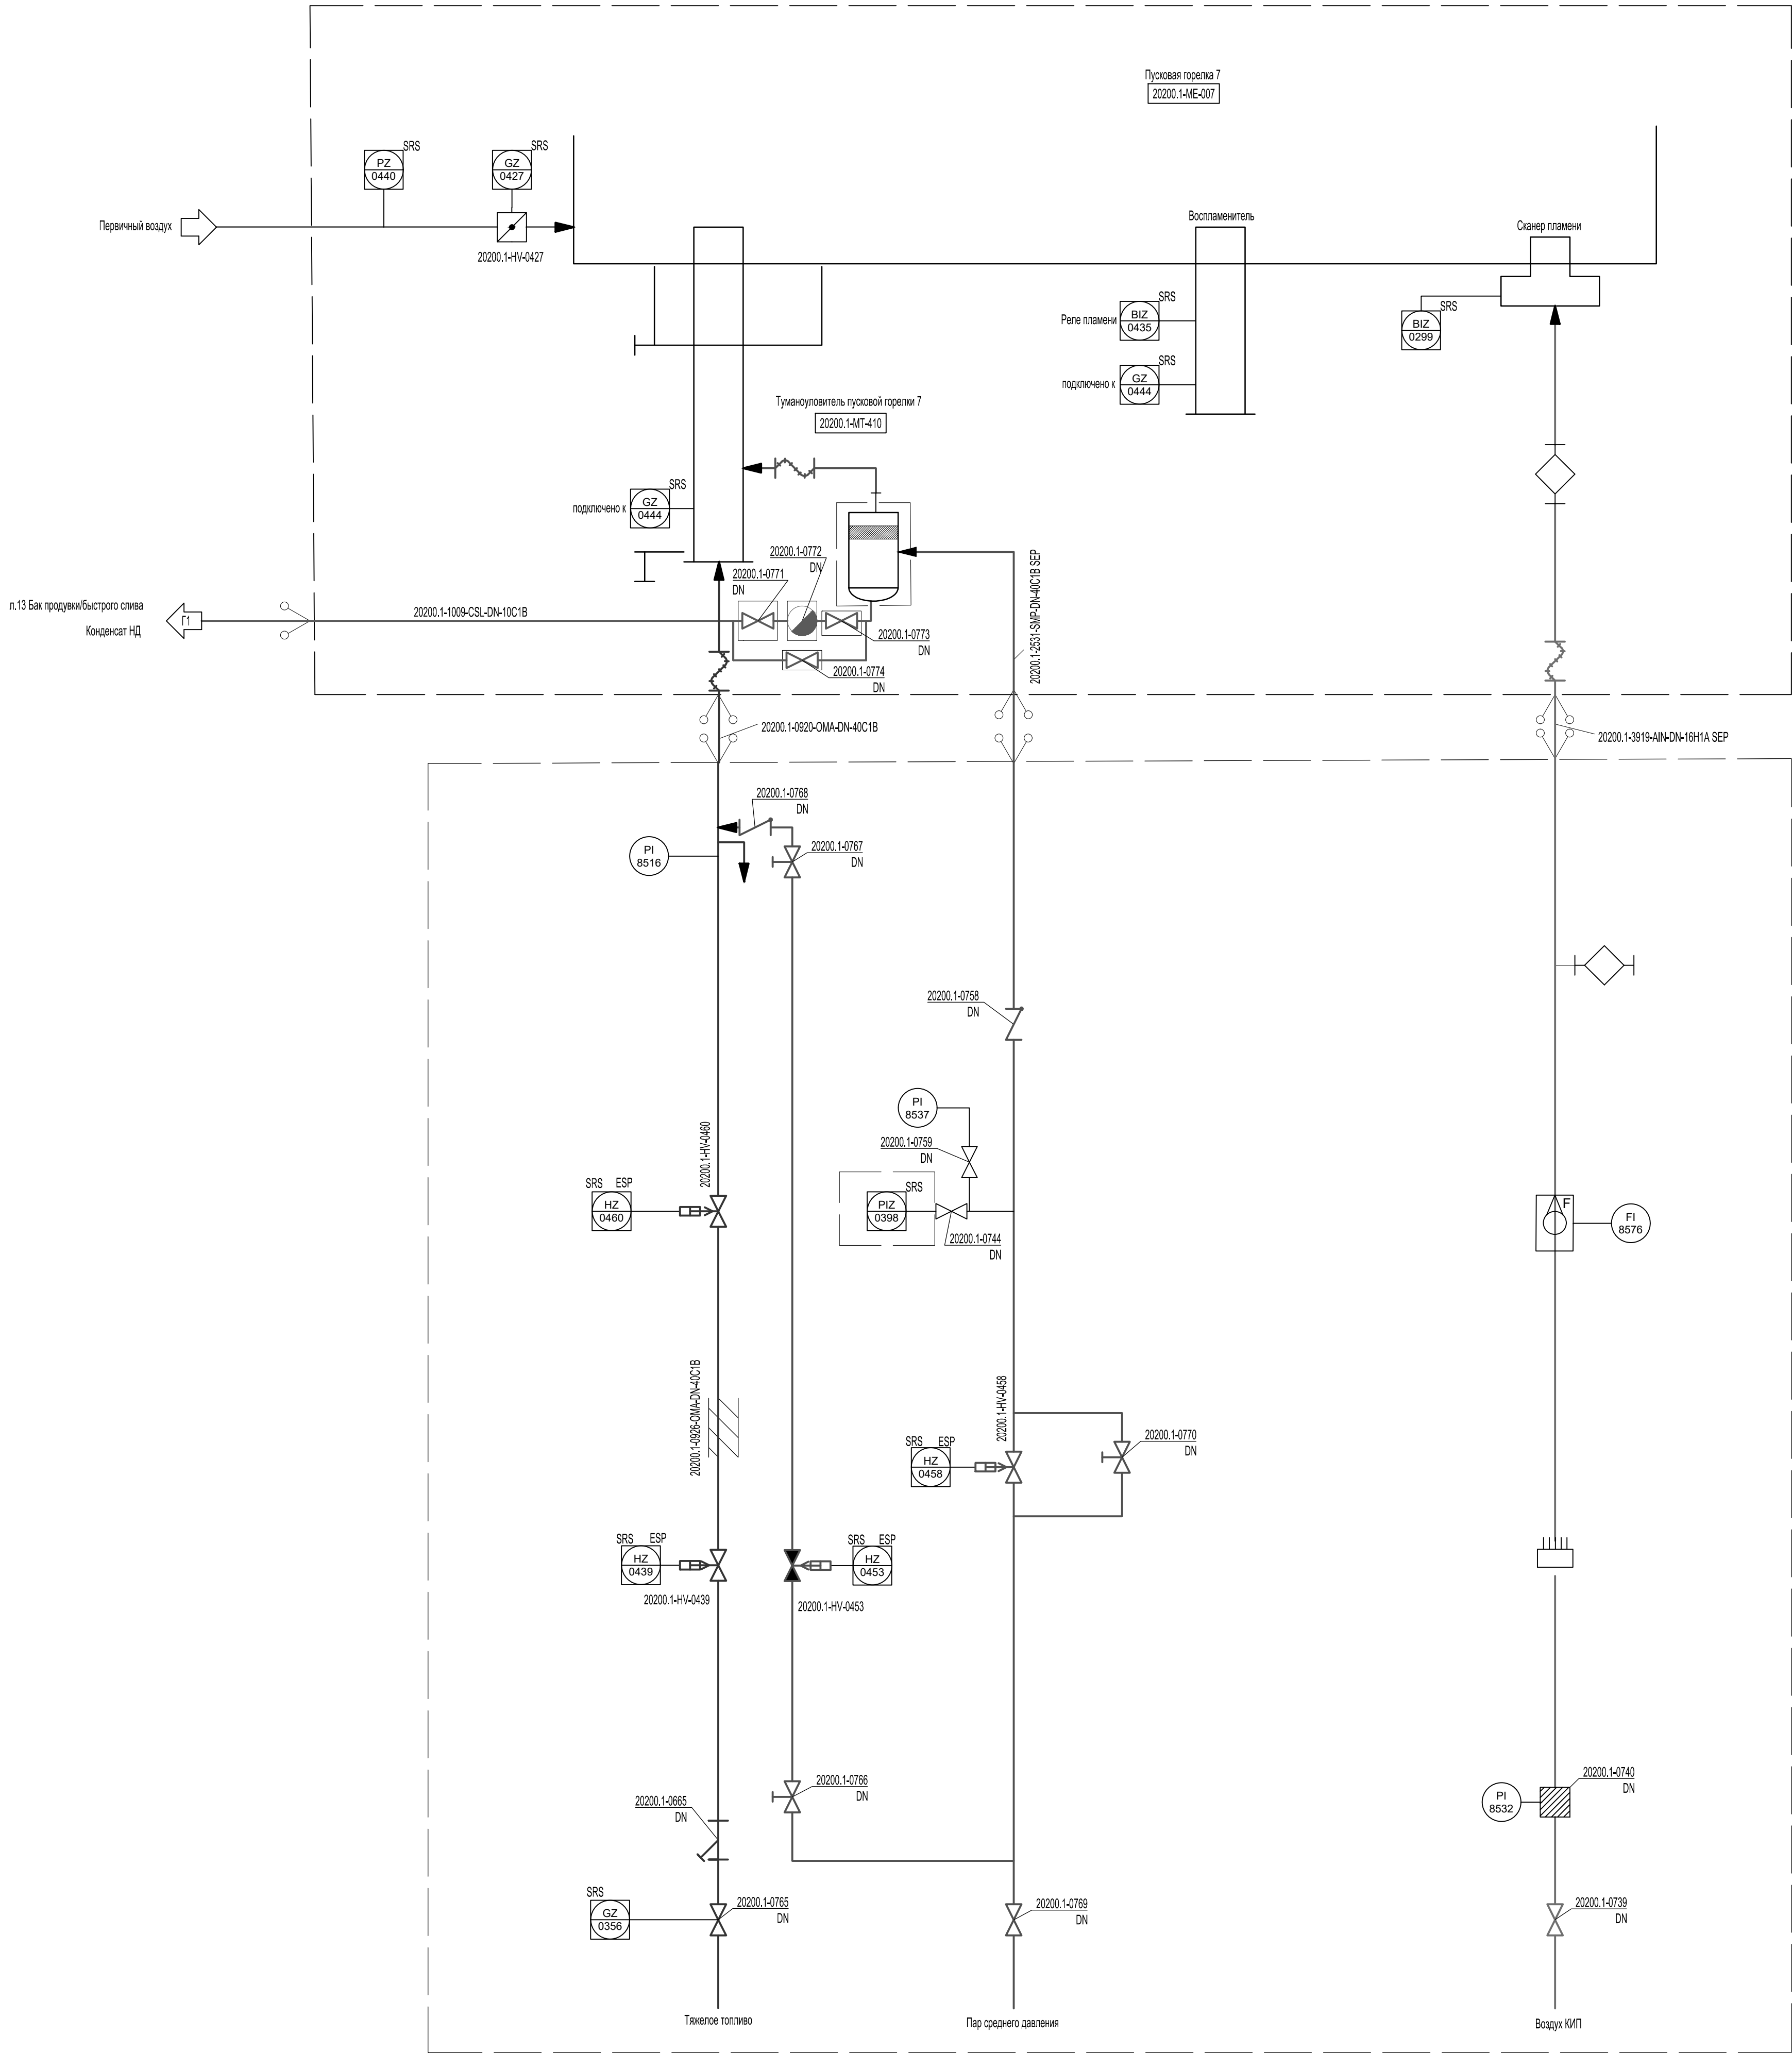 Пусковая горелка 7
20200.1-ME-007
SRS
PZ
0440
SRS
GZ
0427
Первичный воздух
20200.1-HV-0427
Воспламенитель
Сканер пламени
SRS
Реле пламени
BIZ
0435
SRS
BIZ
0299
SRS
подключено к
GZ
0444
Туманоуловитель пусковой горелки 7
20200.1-MT-410
SRS
подключено к
GZ
0444
20200.1-0772
DN
20200.1-0771
DN
л.13 Бак продувки/быстрого слива
Конденсат НД
Г1
20200.1-1009-CSL-DN-10C1B
20200.1-0773
DN
20200.1-0774
DN
20200.1-2531-SMP-DN-40C1B SEP
20200.1-0920-OMA-DN-40C1B
20200.1-3919-AIN-DN-16H1A SEP
20200.1-0768
DN
PI
8516
20200.1-0767
DN
20200.1-0758
DN
PI
8537
20200.1-0759
DN
20200.1-HV-0460
SRS ESP
HZ
0460
SRS
PIZ
0398
20200.1-0744
DN
F
FI
8576
20200.1-0926-OMA-DN-40C1B
20200.1-HV-0458
SRS ESP
HZ
0458
20200.1-0770
DN
SRS ESP
HZ
0439
20200.1-HV-0439
SRS ESP
HZ
0453
20200.1-HV-0453
20200.1-0766
DN
20200.1-0665
DN
PI
8532
20200.1-0740
DN
SRS
GZ
0356
20200.1-0765
DN
20200.1-0769
DN
20200.1-0739
DN
Тяжелое топливо
Пар среднего давления
Воздух КИП